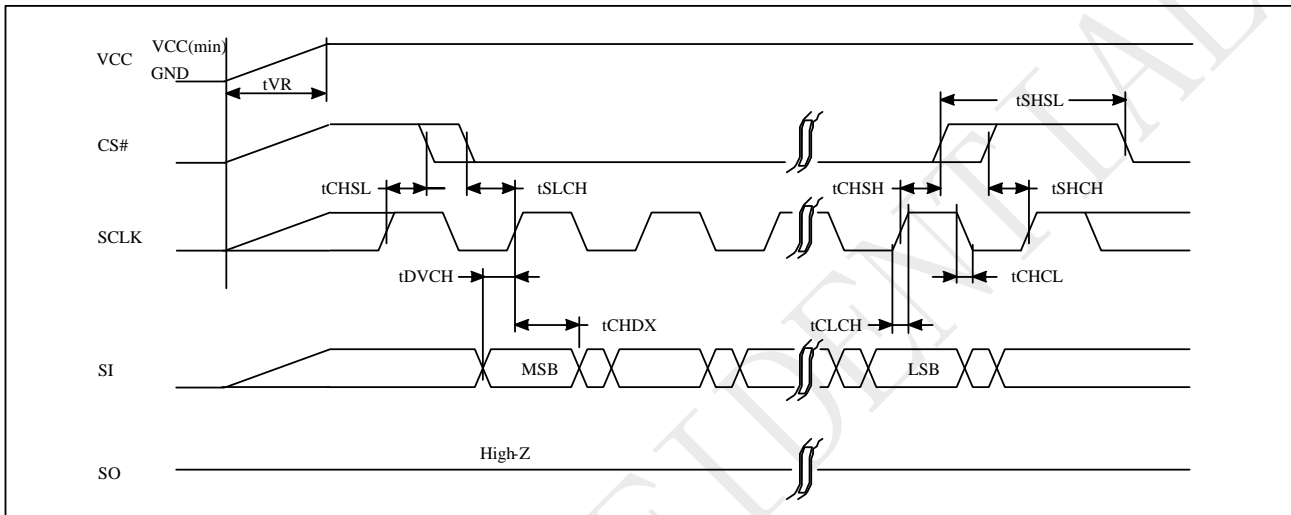 VCC
VCC(min)
GND
tVR
tSHSL
CS#
tCHSL
tSLCH
tCHSH
tSHCH
SCLK
tDVCH
tCHCL
tCHDX
tCLCH
SI
MSB
LSB
High-Z
SO
IDENTIAL